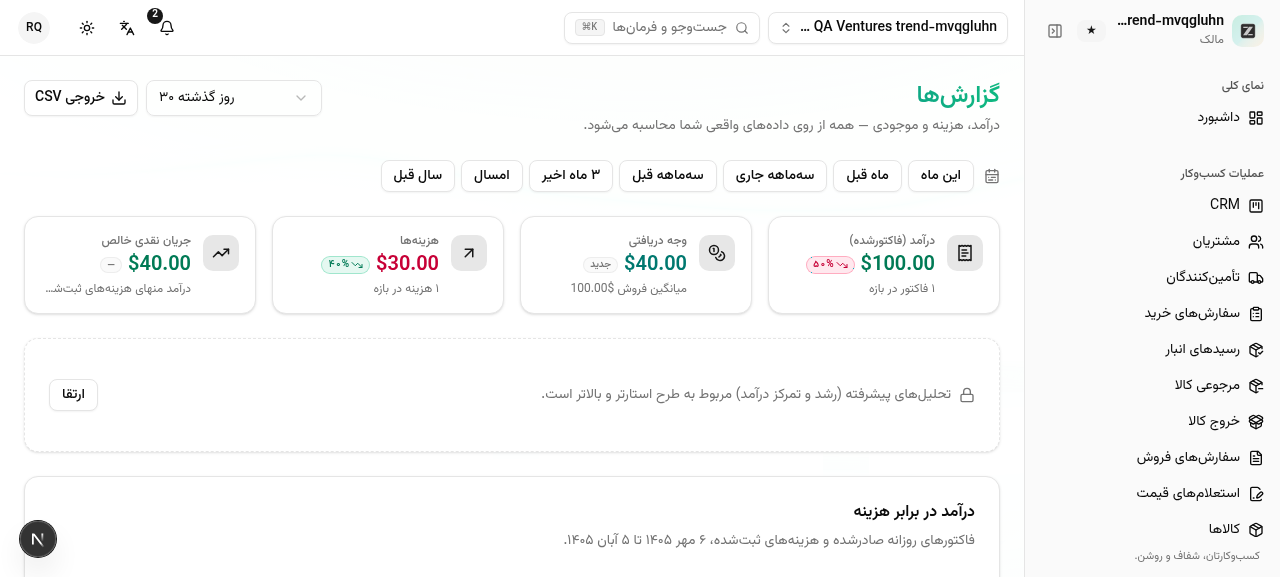 …rend-mvqgluhn
مالک
★
نمای کلی
داشبورد
عملیات کسب‌وکار
CRM
مشتریان
تأمین‌کنندگان
سفارش‌های خرید
رسیدهای انبار
مرجوعی کالا
خروج کالا
سفارش‌های فروش
استعلام‌های قیمت
کالاها
کسب‌وکارتان، شفاف و روشن.
QA Ventures trend-mvqgluhn …
جست‌وجو و فرمان‌ها
⌘K
2
RQ
گزارش‌ها
درآمد، هزینه و موجودی — همه از روی داده‌های واقعی شما محاسبه می‌شود.
۳۰ روز گذشته
خروجی CSV
این ماه
ماه قبل
سه‌ماهه جاری
سه‌ماهه قبل
۳ ماه اخیر
امسال
سال قبل
درآمد (فاکتورشده)
$100.00
۵۰%
۱ فاکتور در بازه
وجه دریافتی
$40.00
جدید
میانگین فروش $100.00
هزینه‌ها
$30.00
۴۰%
۱ هزینه در بازه
جریان نقدی خالص
$40.00
—
درآمد منهای هزینه‌های ثبت‌شـ…
تحلیل‌های پیشرفته (رشد و تمرکز درآمد) مربوط به طرح استارتر و بالاتر است.
ارتقا
درآمد در برابر هزینه
فاکتورهای روزانه صادرشده و هزینه‌های ثبت‌شده، ۶ مهر ۱۴۰۵ تا ۵ آبان ۱۴۰۵.
N